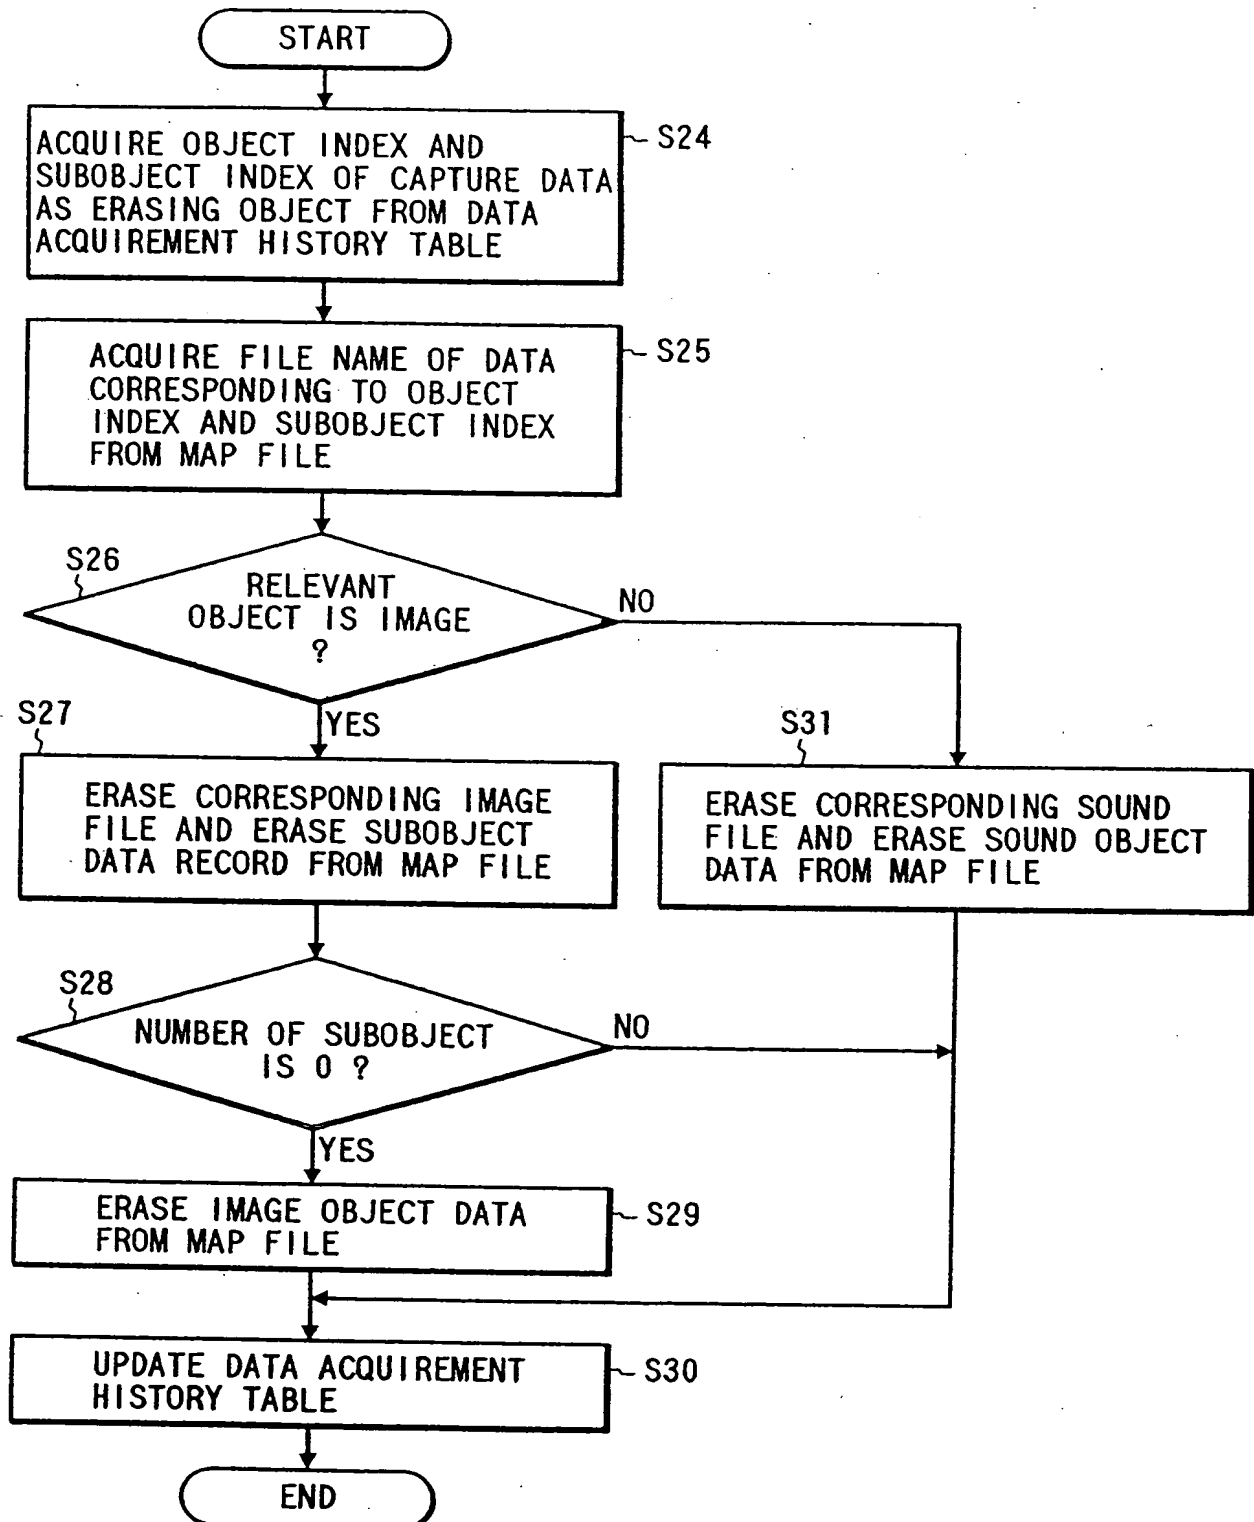 START
S24
ACQUIRE OBJECT INDEX AND
SUBOBJECT INDEX OF CAPTURE DATA
AS ERASING OBJECT FROM DATA
ACQUIREMENT HISTORY TABLE
S25
ACQUIRE FILE NAME OF DATA
CORRESPONDING TO OBJECT
INDEX AND SUBOBJECT INDEX
FROM MAP FILE
S26
RELEVANT
OBJECT IS IMAGE
?
NO
YES
S27
ERASE CORRESPONDING IMAGE
FILE AND ERASE SUBOBJECT
DATA RECORD FROM MAP FILE
S31
ERASE CORRESPONDING SOUND
FILE AND ERASE SOUND OBJECT
DATA FROM MAP FILE
S28
NUMBER OF SUBOBJECT
IS 0 ?
NO
YES
ERASE IMAGE OBJECT DATA
FROM MAP FILE
S29
UPDATE DATA ACQUIREMENT
HISTORY TABLE
S30
END